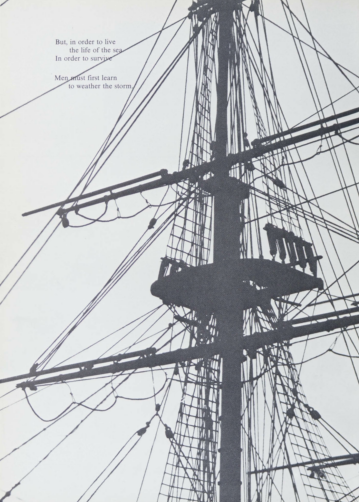 But, in order to live
the life of the sea
In order to survive
Men must first learn
to weather the storm.